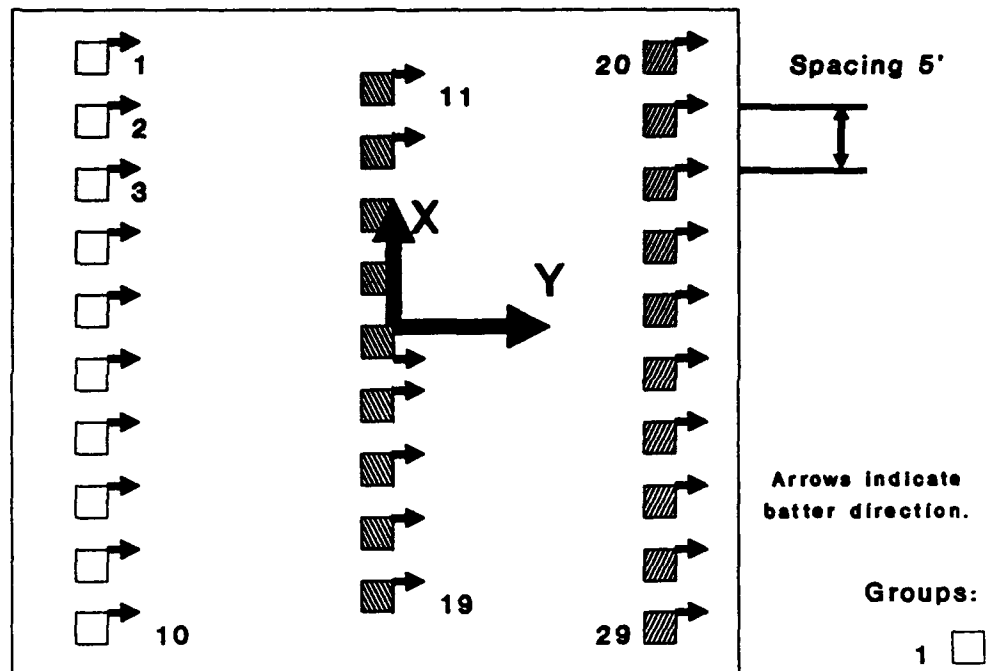 1
20
Spacing 5'
11
2
3
X
Y
Arrows indicate
batter direction.
Groups:
19
10
29
1